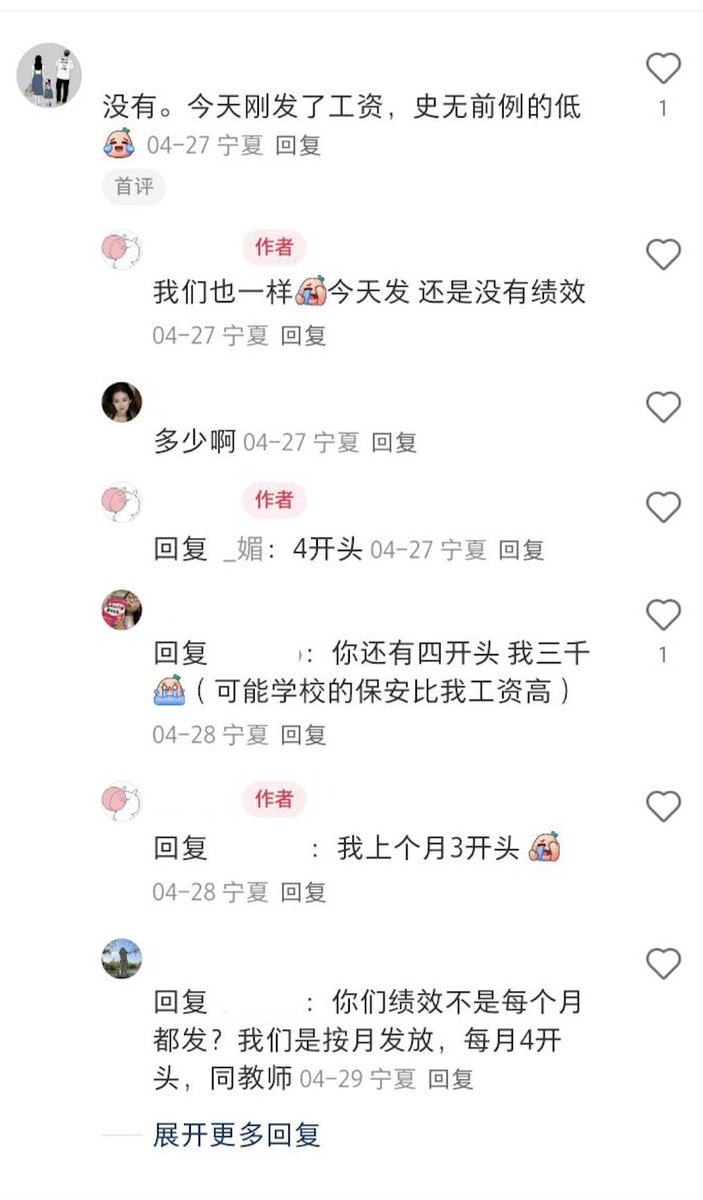 没有。今天刚发了工资，史无前例的低
04-27 宁夏 回复
1
首评
作者
我们也一样今天发 还是没有绩效
04-27 宁夏 回复
多少啊 04-27 宁夏 回复
作者
回复 _媚：4开头 04-27 宁夏 回复
回复 ：你还有四开头 我三千
（可能学校的保安比我工资高）
1
04-28 宁夏 回复
作者
回复 ：我上个月3开头
04-28 宁夏 回复
回复 ：你们绩效不是每个月
都发？我们是按月发放，每月4开
头，同教师 04-29 宁夏 回复
展开更多回复